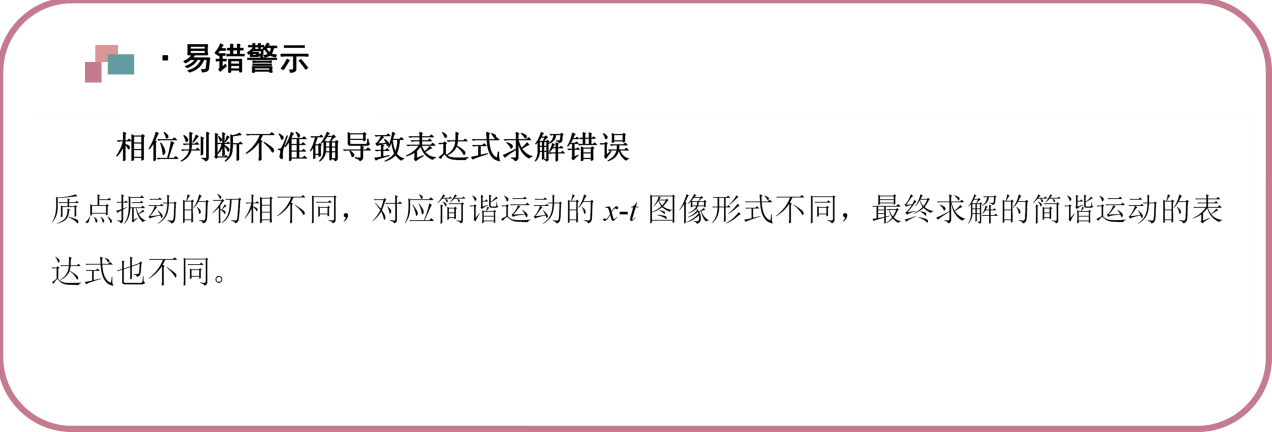 ·易错警示
相位判断不准确导致表达式求解错误
质点振动的初相不同，对应简谐运动的 x-t 图像形式不同，最终求解的简谐运动的表
达式也不同。